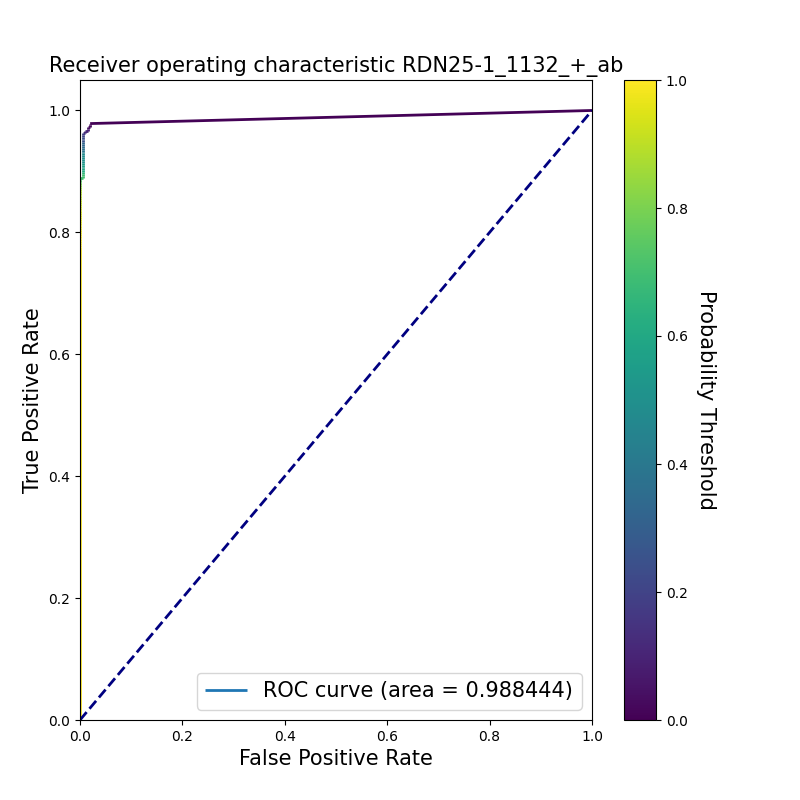 Receiver operating characteristic RDN25-1_1132_+_ab
1.0
0.8
0.6
0.4
0.2
0.0
True Positive Rate
0.0 0.2 0.4 0.6 0.8 1.0
False Positive Rate
ROC curve (area = 0.988444)
1.0
0.8
0.6
0.4
0.2
0.0
Probability Threshold